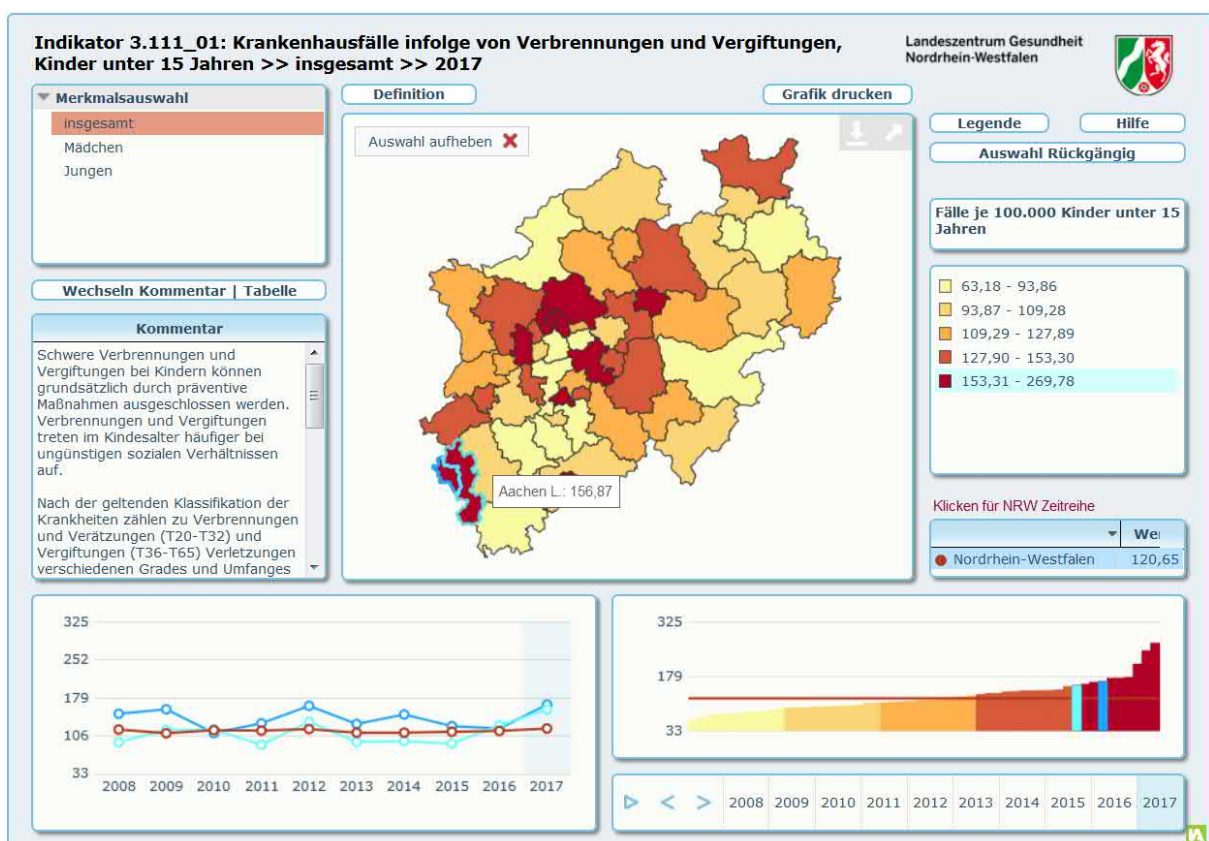 Indikator 3.111_01: Krankenhausfälle infolge von Verbrennungen und Vergiftungen,
Kinder unter 15 Jahren >> insgesamt >> 2017
Landeszentrum Gesundheit
Nordrhein-Westfalen
Merkmalsauswahl
insgesamt
Mädchen
Jungen
Definition
Grafik drucken
Auswahl aufheben
Legende
Hilfe
Auswahl Rückgängig
Fälle je 100.000 Kinder unter 15
Jahren
63,18 - 93,86
93,87 - 109,28
109,29 - 127,89
127,90 - 153,30
153,31 - 269,78
Wechseln Kommentar | Tabelle
Kommentar
Schwere Verbrennungen und
Vergiftungen bei Kindern können
grundsätzlich durch präventive
Maßnahmen ausgeschlossen werden.
Verbrennungen und Vergiftungen
treten im Kindesalter häufiger bei
ungünstigen sozialen Verhältnissen
auf.
Nach der geltenden Klassifikation der
Krankheiten zählen zu Verbrennungen
und Verätzungen (T20-T32) und
Vergiftungen (T36-T65) Verletzungen
verschiedenen Grades und Umfanges
Aachen L.: 156,87
Klicken für NRW Zeitreihe
Wer
Nordrhein-Westfalen 120,65
325
252
179
106
33
2008 2009 2010 2011 2012 2013 2014 2015 2016 2017
325
179
33
2008 2009 2010 2011 2012 2013 2014 2015 2016 2017